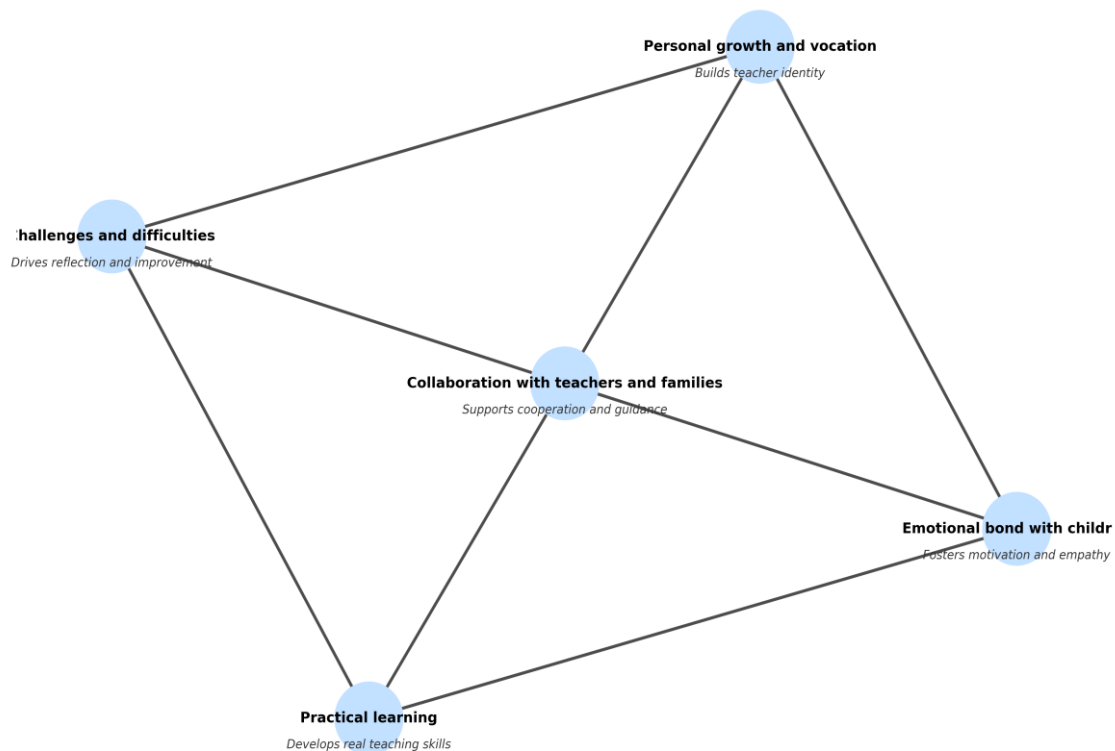 Personal growth and vocation
Builds teacher identity
hallenges and difficulties
Drives reflection and improvement
Collaboration with teachers and families
Supports cooperation and guidance
Emotional bond with childr
Fosters motivation and empathy
Practical learning
Develops real teaching skills